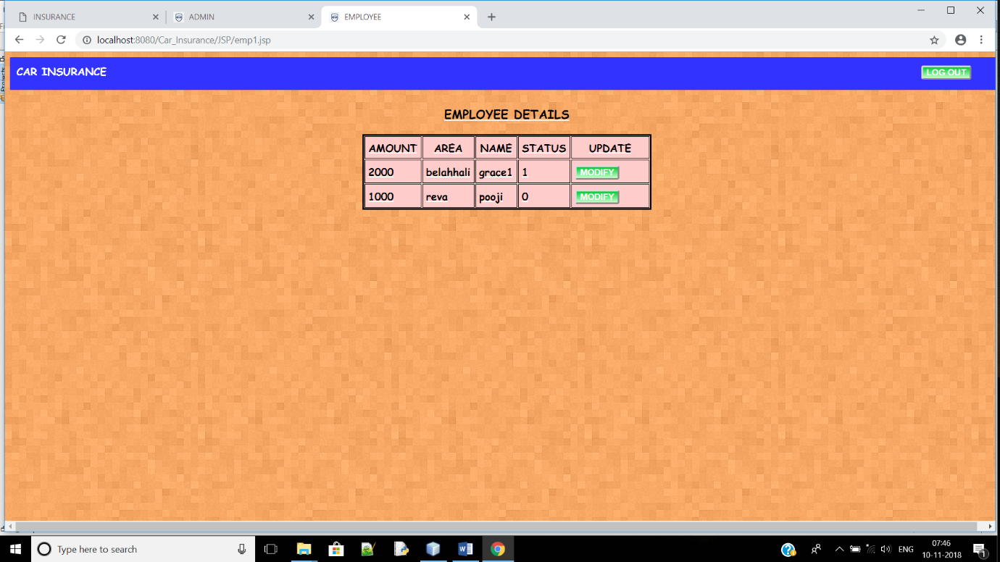 INSURANCE ADMIN EMPLOYEE
localhost:8080/Car_Insurance/JSP/emp1.jsp
CAR INSURANCE LOG OUT
EMPLOYEE DETAILS
AMOUNT AREA NAME STATUS UPDATE
2000 belahhali grace1 1 MODIFY
1000 reva pooji 0 MODIFY
Projects
Type here to search
ENG
07:46
10-11-2018
1